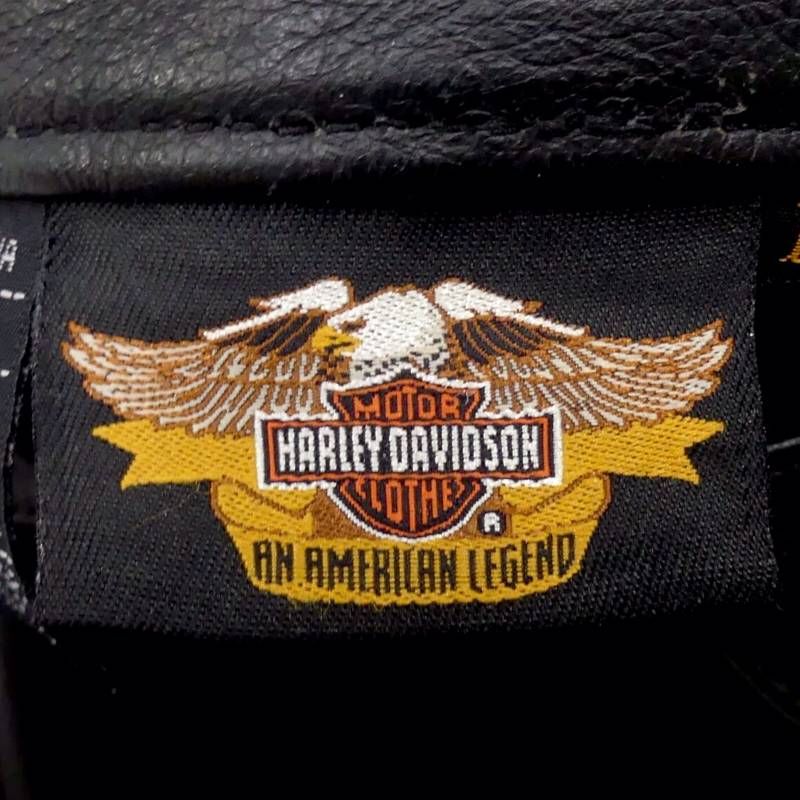 MOTOR
HARLEY-DAVIDSON
CLOTHES
®
AN AMERICAN LEGEND